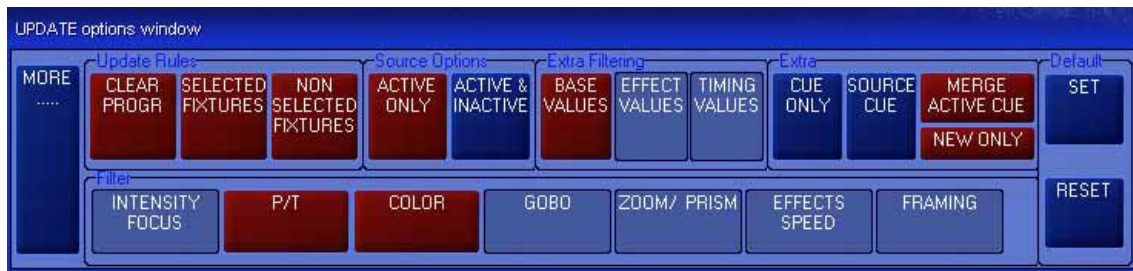 UPDATE options window
MORE
.....
Update Rules
CLEAR
PROGR
SELECTED
FIXTURES
NON
SELECTED
FIXTURES
Source Options
ACTIVE
ONLY
ACTIVE &
INACTIVE
Extra Filtering
BASE
VALUES
EFFECT
VALUES
TIMING
VALUES
Extra
CUE
ONLY
SOURCE
CUE
MERGE
ACTIVE CUE
NEW ONLY
Default
SET
RESET
Filter
INTENSITY
FOCUS
P/T
COLOR
GOBO
ZOOM/ PRISM
EFFECTS
SPEED
FRAMING